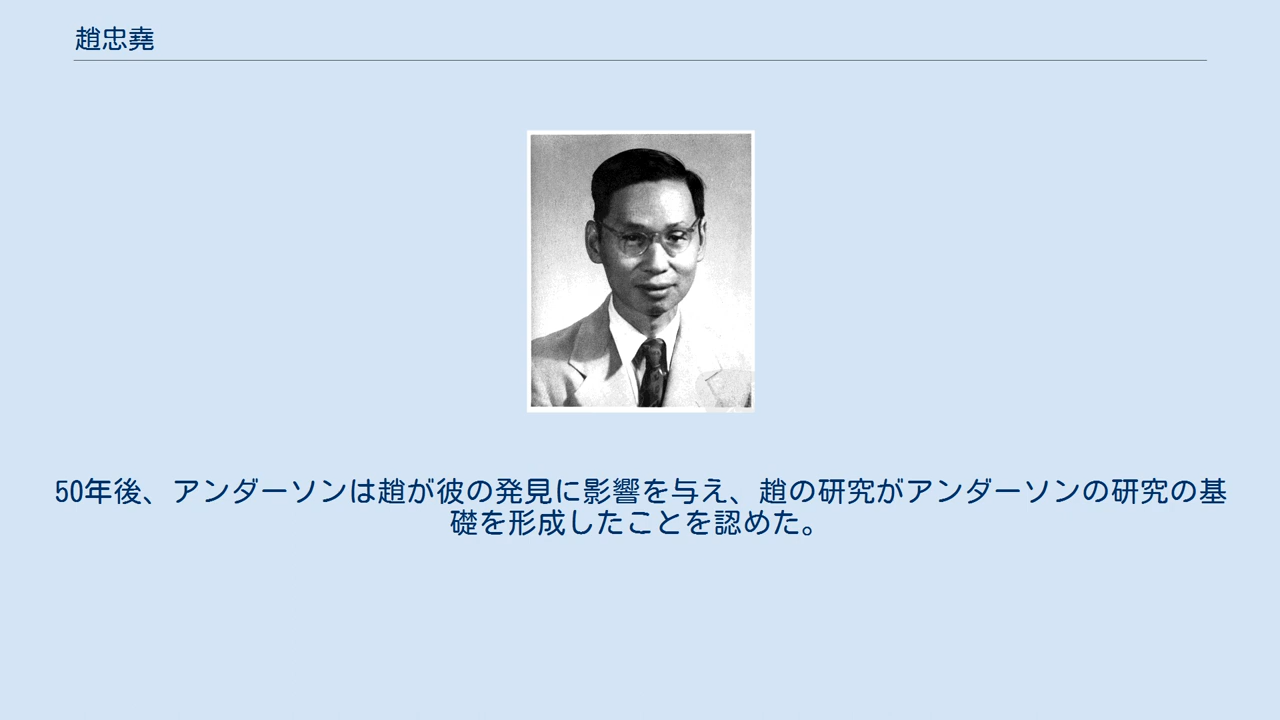 趙忠堯
50年後、アンダーソンは趙が彼の発見に影響を与え、趙の研究がアンダーソンの研究の基
礎を形成したことを認めた。